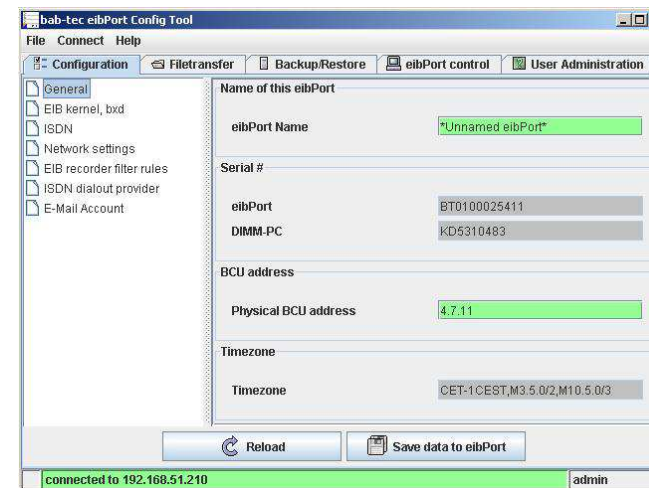 bab-tec eibPort Config Tool
File Connect Help
Configuration Filetransfer Backup/Restore eibPort control User Administration
General
EIB kernel, bxd
ISDN
Network settings
EIB recorder filter rules
ISDN dialout provider
E-Mail Account
Name of this eibPort
eibPort Name *Unnamed eibPort*
Serial #
eibPort BT0100025411
DIMM-PC KD5310483
BCU address
Physical BCU address 4.7.11
Timezone
Timezone CET-1CEST,M3.5.0/2,M10.5.0/3
Reload Save data to eibPort
connected to 192.168.51.210 admin